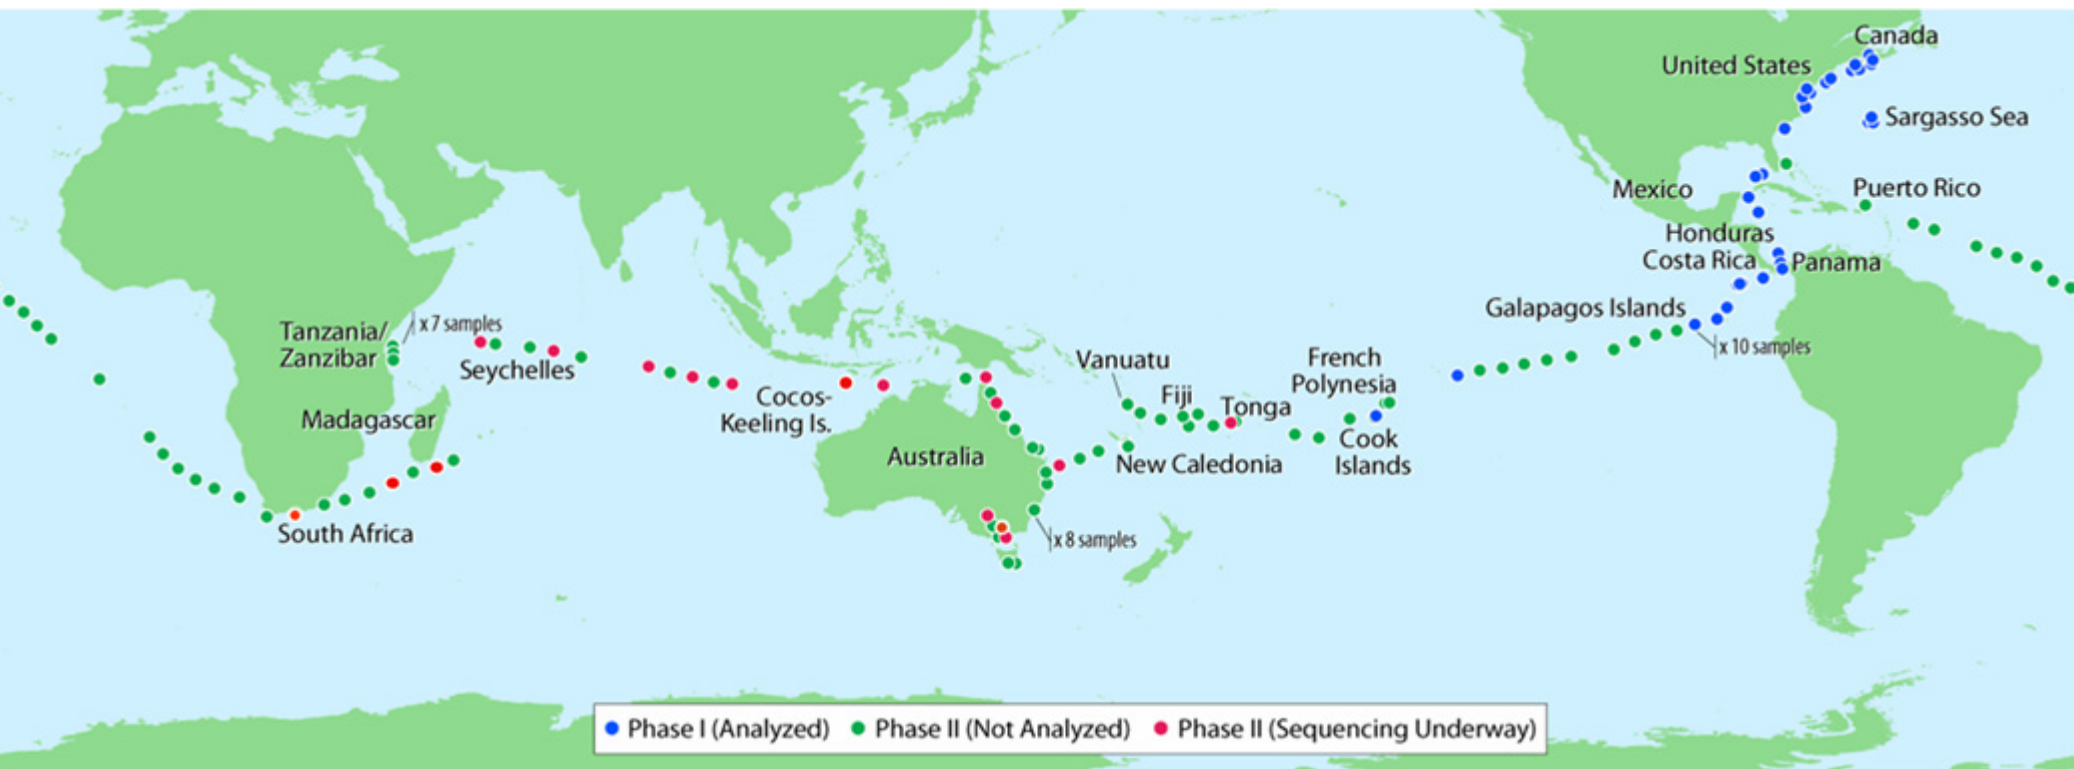 Canada
United States
Sargasso Sea
Mexico
Puerto Rico
Honduras
Costa Rica
Panama
Galapagos Islands
x 10 samples
Tanzania/
Zanzibar
x 7 samples
Seychelles
Madagascar
South Africa
Cocos-
Keeling Is.
Australia
x 8 samples
Vanuatu
Fiji
Tonga
New Caledonia
French
Polynesia
Cook
Islands
Phase I (Analyzed) Phase II (Not Analyzed) Phase II (Sequencing Underway)